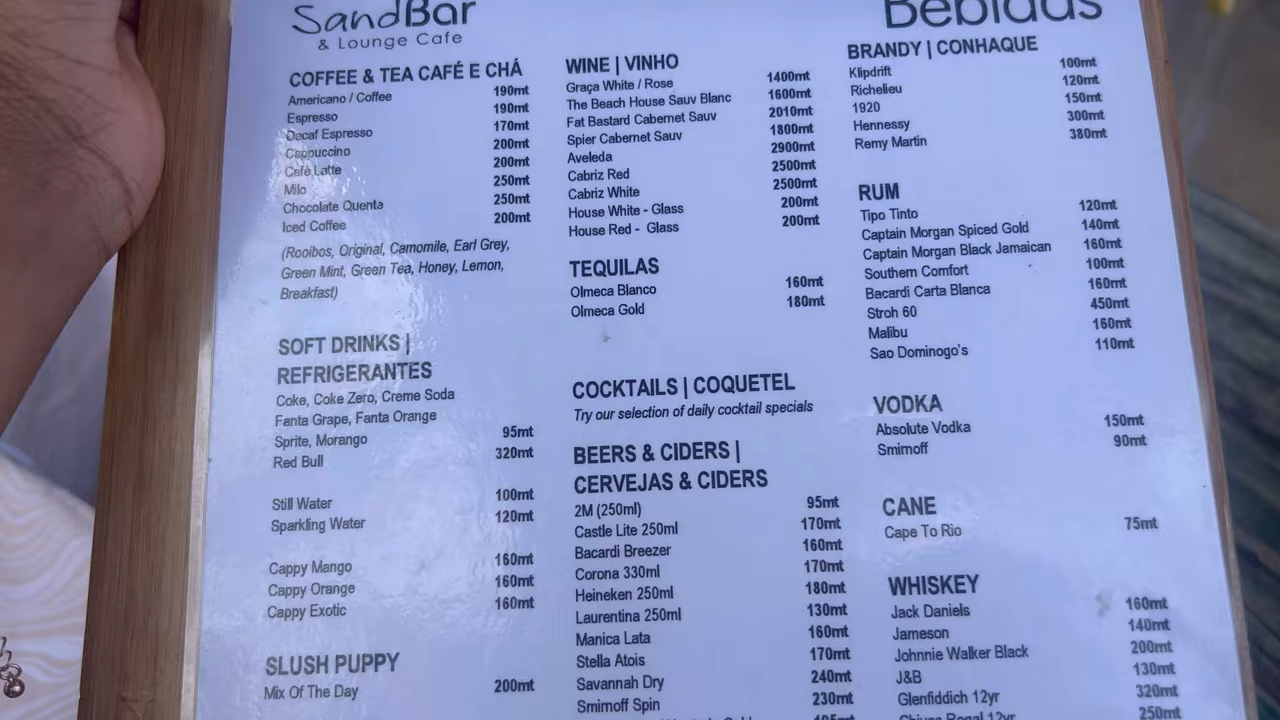 SandBar
& Lounge Cafe
Bebidas
COFFEE & TEA CAFÉ E CHÁ
Americano / Coffee 190mt
Espresso 190mt
Decaf Espresso 170mt
Cappuccino 200mt
Café Latte 200mt
Milo 250mt
Chocolate Quenta 250mt
Iced Coffee 200mt
(Rooibos, Original, Camomile, Earl Grey,
Green Mint, Green Tea, Honey, Lemon,
Breakfast)
SOFT DRINKS |
REFRIGERANTES
Coke, Coke Zero, Creme Soda
Fanta Grape, Fanta Orange
Sprite, Morango 95mt
Red Bull 320mt
Still Water 100mt
Sparkling Water 120mt
Cappy Mango 160mt
Cappy Orange 160mt
Cappy Exotic 160mt
SLUSH PUPPY
Mix Of The Day 200mt
WINE | VINHO
Graça White / Rose 1400mt
The Beach House Sauv Blanc 1600mt
Fat Bastard Cabernet Sauv 2010mt
Spier Cabernet Sauv 1800mt
Aveleda 2900mt
Cabriz Red 2500mt
Cabriz White 2500mt
House White - Glass 200mt
House Red - Glass 200mt
TEQUILAS
Olmeca Blanco 160mt
Olmeca Gold 180mt
COCKTAILS | COQUETEL
Try our selection of daily cocktail specials
BEERS & CIDERS |
CERVEJAS & CIDERS
2M (250ml) 95mt
Castle Lite 250ml 170mt
Bacardi Breezer 160mt
Corona 330ml 170mt
Heineken 250ml 180mt
Laurentina 250ml 130mt
Manica Lata 160mt
Stella Atois 170mt
Savannah Dry 240mt
Smirnoff Spin 230mt
BRANDY | CONHAQUE
Klipdrift 100mt
Richelieu 120mt
1920 150mt
Hennessy 300mt
Remy Martin 380mt
RUM
Tipo Tinto 120mt
Captain Morgan Spiced Gold 140mt
Captain Morgan Black Jamaican 160mt
Southern Comfort 100mt
Bacardi Carta Blanca 160mt
Stroh 60 450mt
Malibu 160mt
Sao Dominogo's 110mt
VODKA
Absolute Vodka 150mt
Smirnoff 90mt
CANE
Cape To Rio 75mt
WHISKEY
Jack Daniels 160mt
Jameson 140mt
Johnnie Walker Black 200mt
J&B 130mt
Glenfiddich 12yr 320mt
Chivas Regal 12yr 250mt